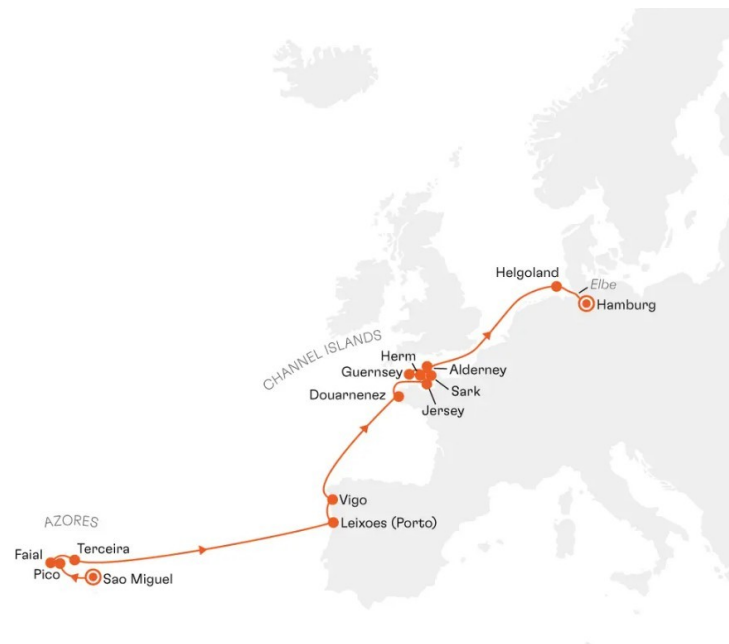 Helgoland
Elbe
Hamburg
CHANNEL ISLANDS
Herm
Alderney
Guernsey
Sark
Douarnenez
Jersey
Vigo
AZORES
Leixoes (Porto)
Terceira
Faial
Pico
Sao Miguel